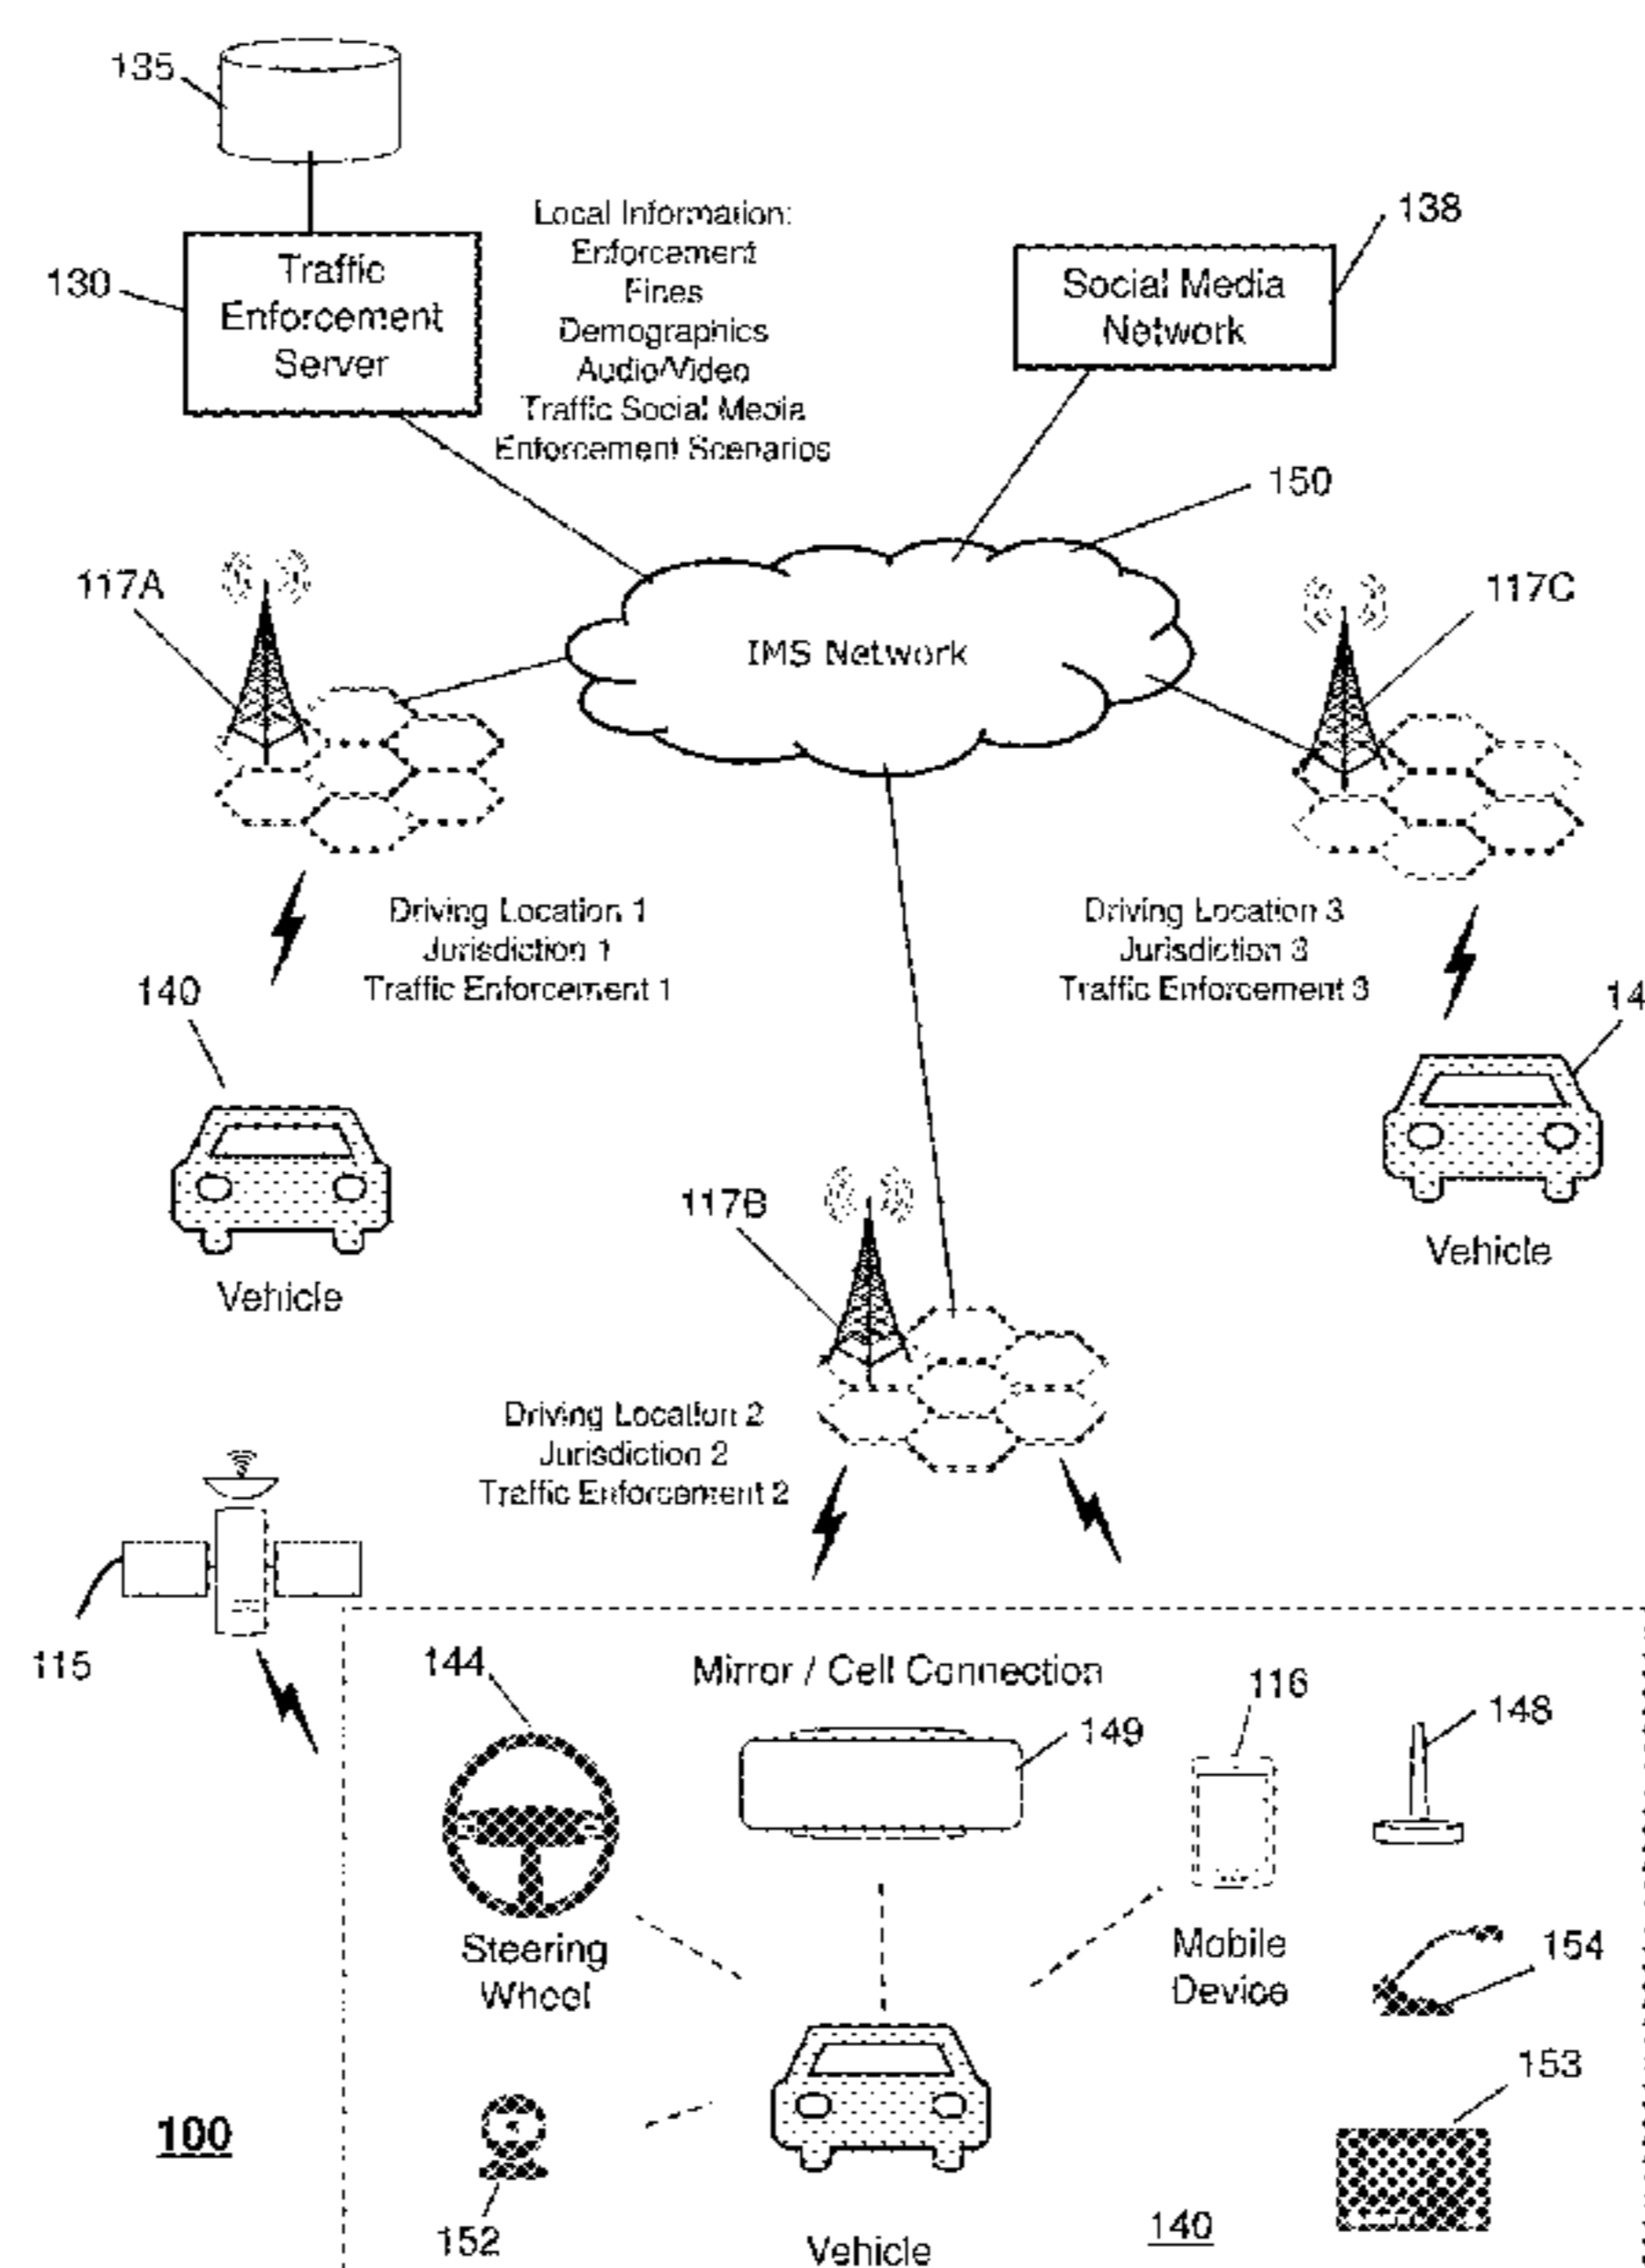 135
Local Information:
138
Enforcement
130
Traffic
Enforcement
Server
Fines
Demographics
Audio/Video
Traffic Social Media
Enforcement Scenarios
Social Media
Network
150
117A
117C
IMS Network
Driving Location 1
Jurisdiction 1
Traffic Enforcement 1
Driving Location 3
Jurisdiction 3
Traffic Enforcement 3
140
14
Vehicle
117B
Vehicle
Driving Location 2
Jurisdiction 2
Traffic Enforcement 2
115
144
Mirror / Cell Connection
116
149
148
Steering
Wheel
Mobile
Device
154
153
100
152
Vehicle
140